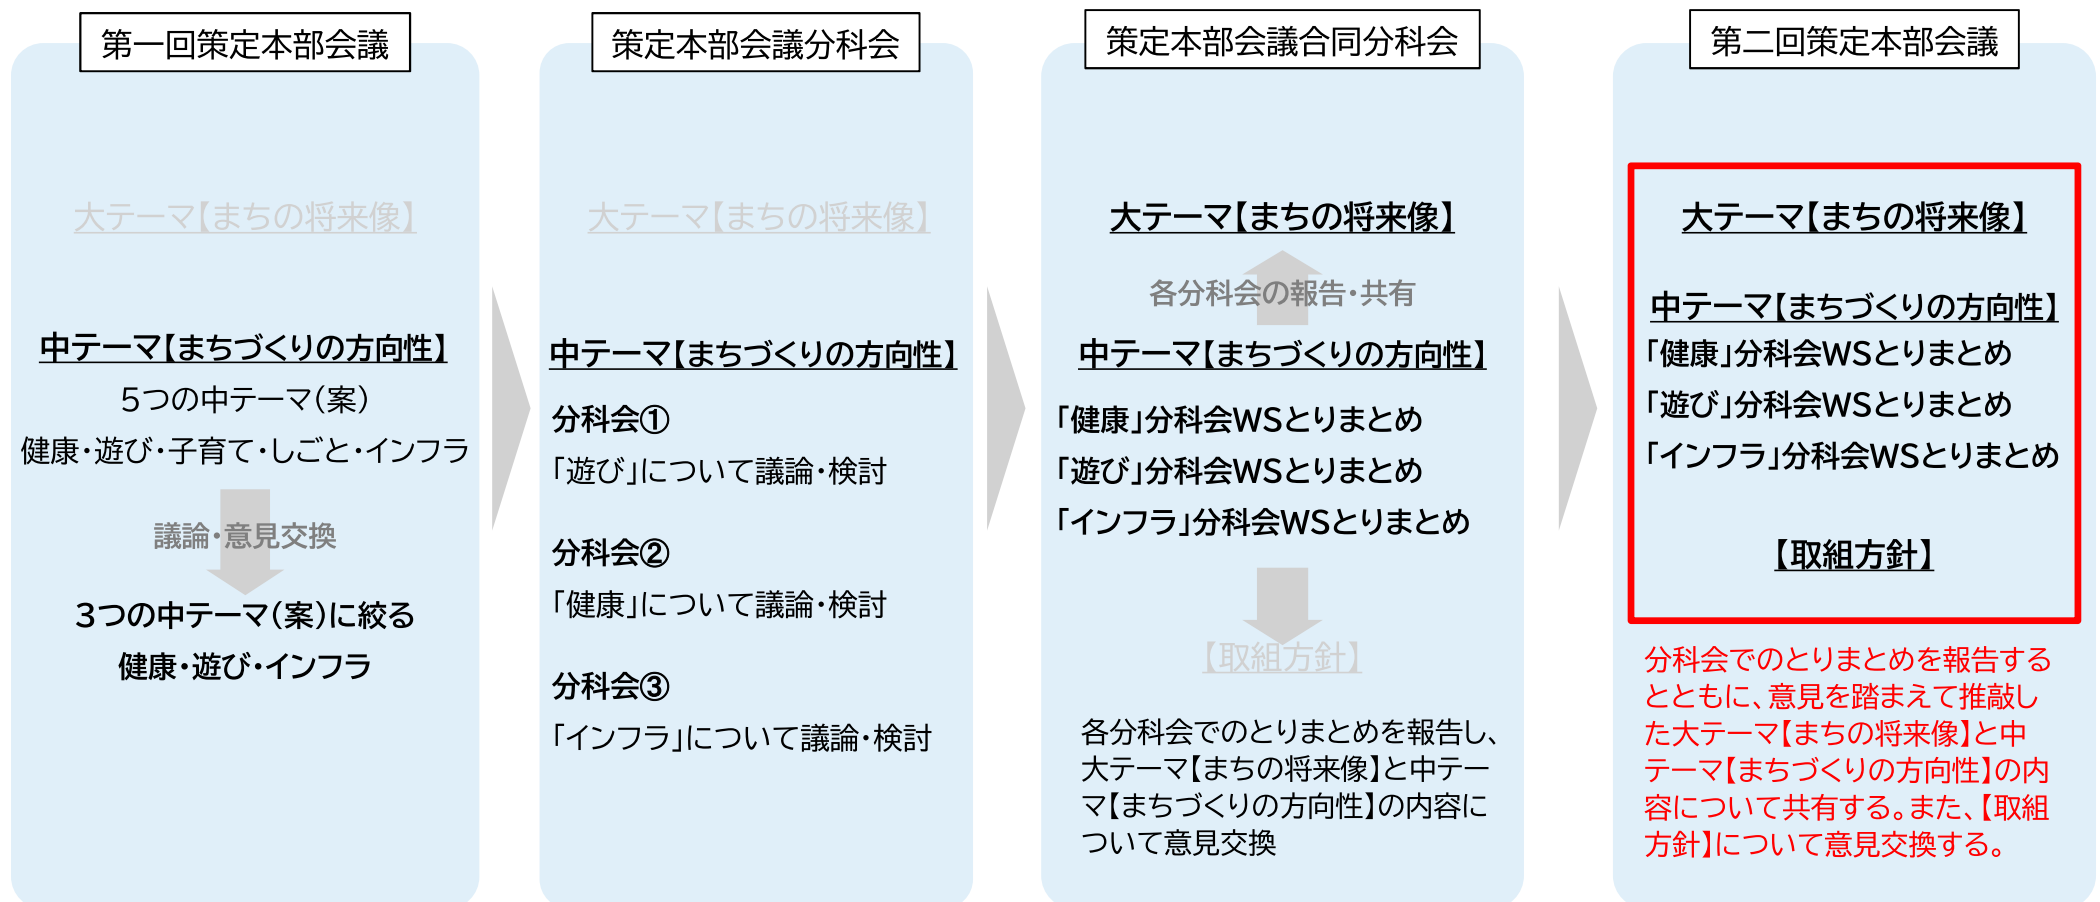 第一回策定本部会議
大テーマ【まちの将来像】
中テーマ【まちづくりの方向性】
5つの中テーマ(案)
健康・遊び・子育て・しごと・インフラ
議論・意見交換
3つの中テーマ(案)に絞る
健康・遊び・インフラ
策定本部会議分科会
大テーマ【まちの将来像】
中テーマ【まちづくりの方向性】
分科会①
「遊び」について議論・検討
分科会②
「健康」について議論・検討
分科会③
「インフラ」について議論・検討
策定本部会議合同分科会
大テーマ【まちの将来像】
各分科会の報告・共有
中テーマ【まちづくりの方向性】
「健康」分科会WSとりまとめ
「遊び」分科会WSとりまとめ
「インフラ」分科会WSとりまとめ
【取組方針】
各分科会でのとりまとめを報告し、
大テーマ【まちの将来像】と中テー
マ【まちづくりの方向性】の内容に
ついて意見交換
第二回策定本部会議
大テーマ【まちの将来像】
中テーマ【まちづくりの方向性】
「健康」分科会WSとりまとめ
「遊び」分科会WSとりまとめ
「インフラ」分科会WSとりまとめ
【取組方針】
分科会でのとりまとめを報告する
とともに、意見を踏まえて推敲し
た大テーマ【まちの将来像】と中
テーマ【まちづくりの方向性】の内
容について共有する。また、【取組
方針】について意見交換する。